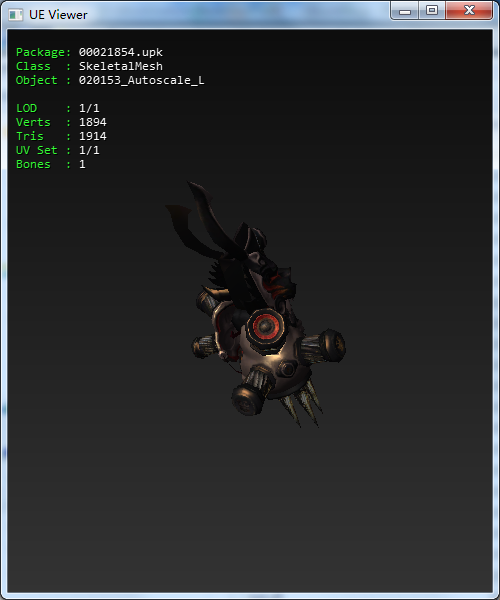 UE Viewer
Package: 00021854.upk
Class : SkeletalMesh
Object : 020153_Autoscale_L
LOD : 1/1
Verts : 1894
Tris : 1914
UV Set : 1/1
Bones : 1